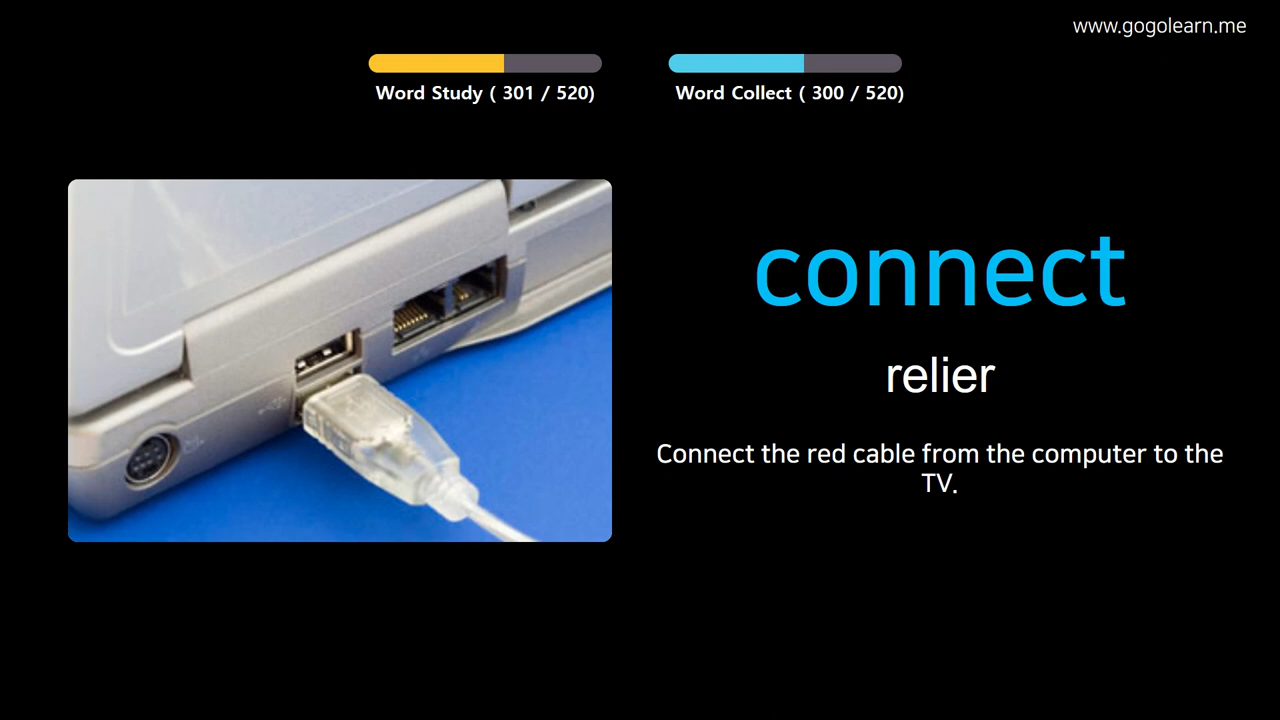 www.gogolearn.me
Word Study ( 301 / 520)
Word Collect ( 300 / 520)
connect
relier
Connect the red cable from the computer to the
TV.